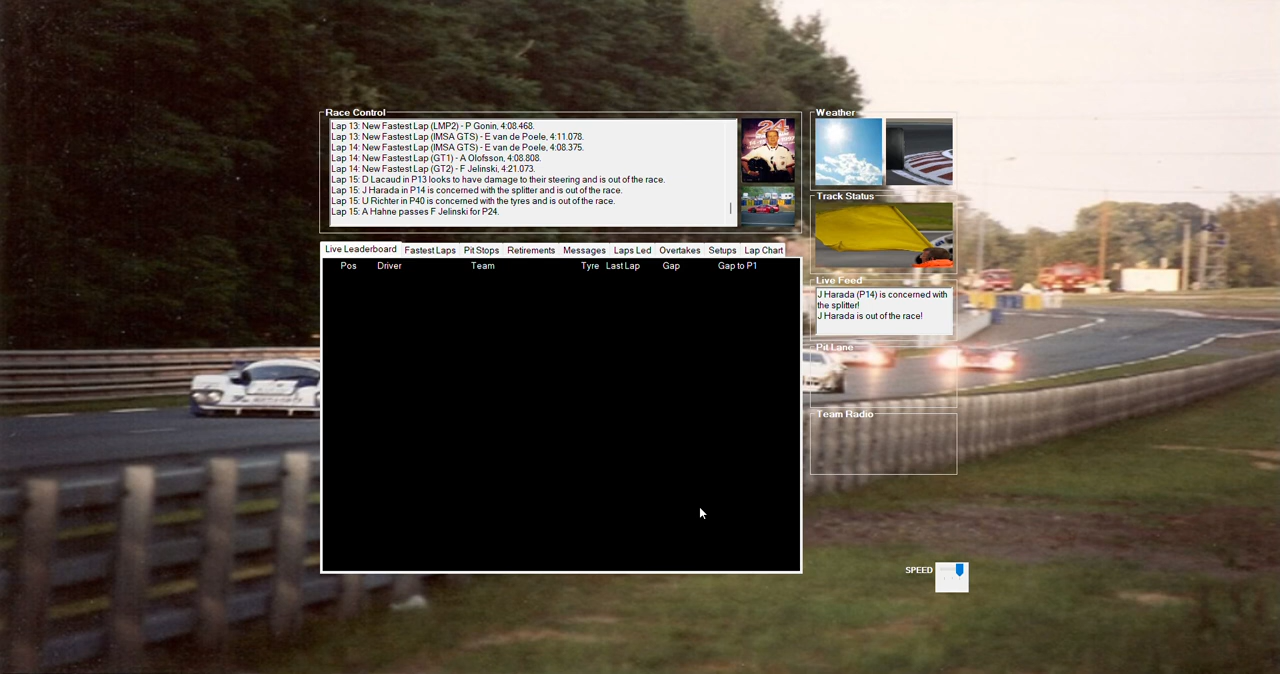 Race Control
Lap 13: New Fastest Lap (LMP2) - P Gonin, 4:08.468.
Lap 13: New Fastest Lap (IMSA GTS) - E van de Poele, 4:11.078.
Lap 14: New Fastest Lap (IMSA GTS) - E van de Poele, 4:08.375.
Lap 14: New Fastest Lap (GT1) - A Olofsson, 4:08.808.
Lap 14: New Fastest Lap (GT2) - F Jelinski, 4:21.073.
Lap 15: D Lacaud in P13 looks to have damage to their steering and is out of the race.
Lap 15: J Harada in P14 is concerned with the splitter and is out of the race.
Lap 15: U Richter in P40 is concerned with the tyres and is out of the race.
Lap 15: A Hahne passes F Jelinski for P24.
24
Live Leaderboard Fastest Laps Pit Stops Retirements Messages Laps Led Overtakes Setups Lap Chart
Pos Driver Team Tyre Last Lap Gap Gap to P1
Weather
Track Status
Live Feed
J Harada (P14) is concerned with
the splitter!
J Harada is out of the race!
Pit Lane
Team Radio
SPEED